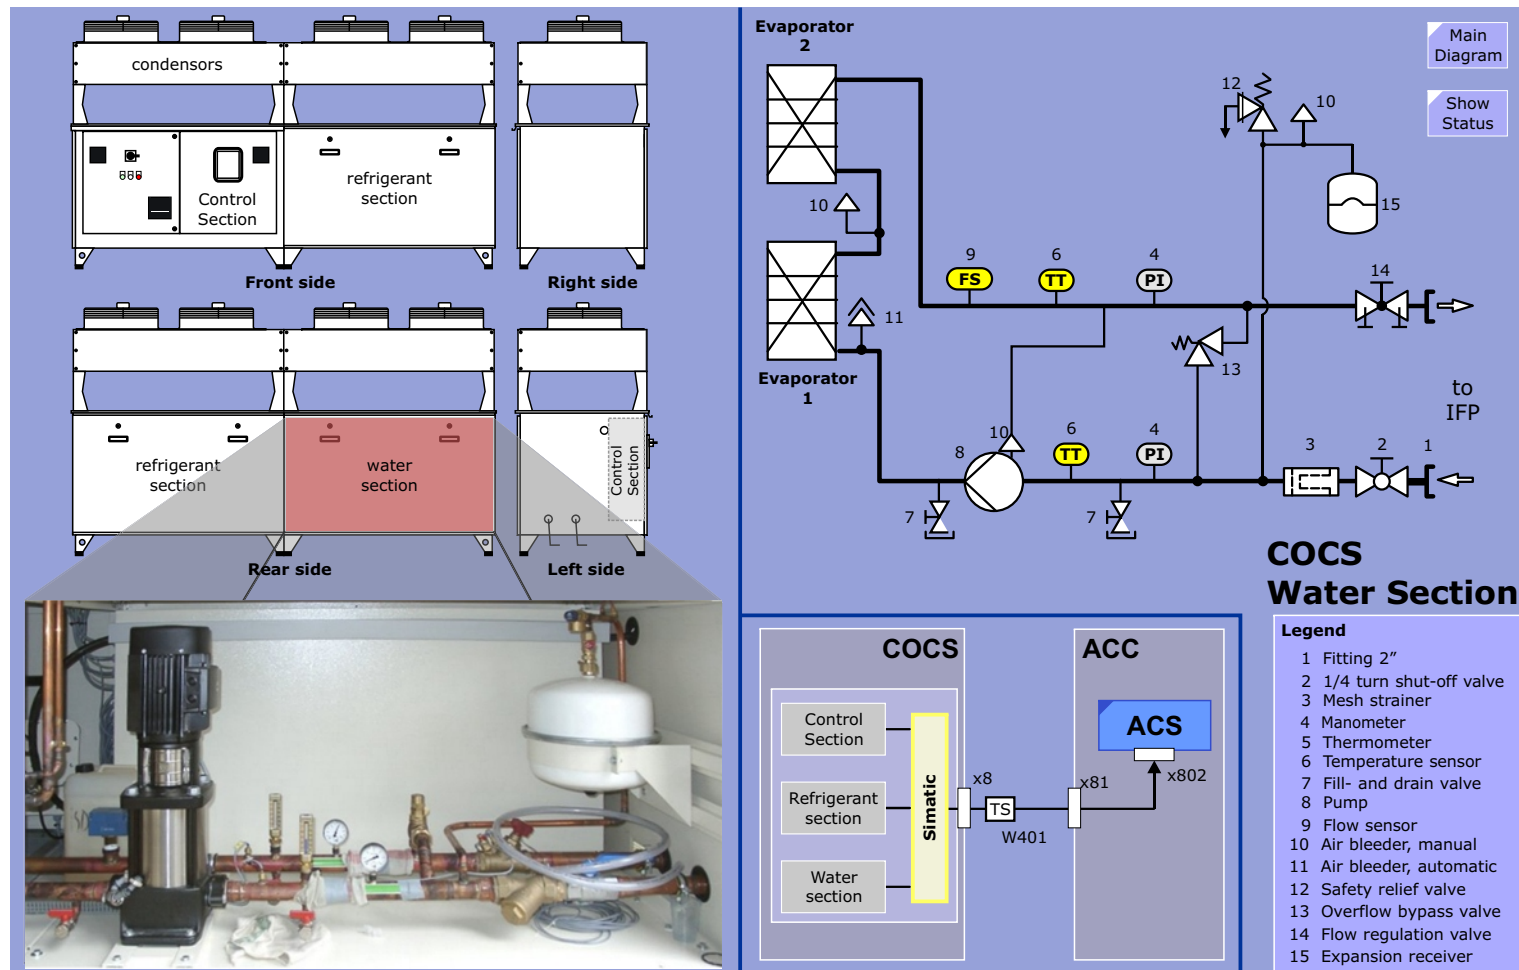 condensors
Control
Section
refrigerant
section
Front side
Right side
refrigerant
section
water
section
Control
Section
Rear side
Left side
Evaporator
2
Main
Diagram
Show
Status
12
10
15
10
9
FS
6
TT
4
PI
14
11
13
Evaporator
1
to
IFP
10
8
6
TT
4
PI
3
2
1
7
7
COCS
Water Section
COCS
ACC
Control
Section
Refrigerant
section
Water
section
Simatic
x8
TS
W401
x81
ACS
x802
Legend
1 Fitting 2”
2 1/4 turn shut-off valve
3 Mesh strainer
4 Manometer
5 Thermometer
6 Temperature sensor
7 Fill- and drain valve
8 Pump
9 Flow sensor
10 Air bleeder, manual
11 Air bleeder, automatic
12 Safety relief valve
13 Overflow bypass valve
14 Flow regulation valve
15 Expansion receiver